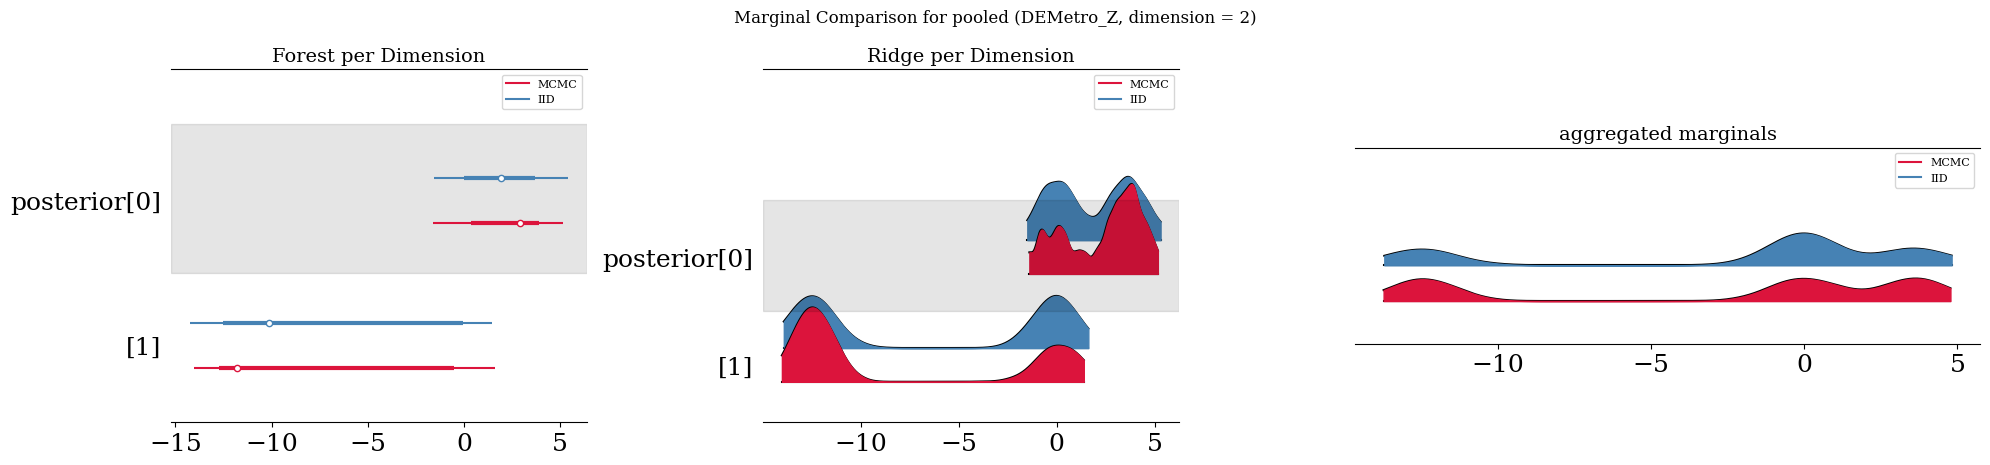 Marginal Comparison for pooled (DEMetro_Z, dimension = 2)
Forest per Dimension
MCMC
IID
posterior[0]
[1]
−15 −10 −5 0 5
Ridge per Dimension
MCMC
IID
posterior[0]
[1]
−10 −5 0 5
aggregated marginals
MCMC
IID
−10 −5 0 5